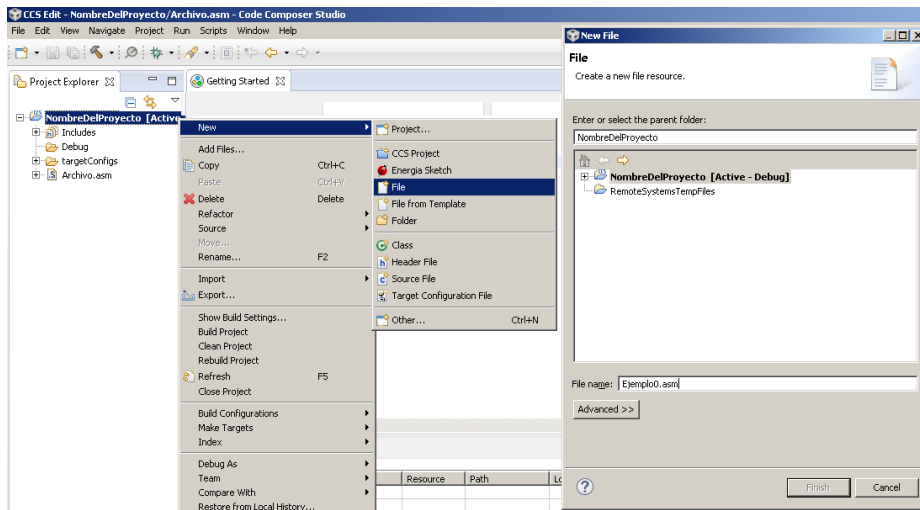 CCS Edit - NombreDelProyecto/Archivo.asm - Code Composer Studio
File Edit View Navigate Project Run Scripts Window Help
Project Explorer
Getting Started
NombreDelProyecto [Active
Includes
Debug
targetConfigs
Archivo.asm
New
Add Files...
Copy Ctrl+C
Paste Ctrl+V
Delete Delete
Refactor
Source
Move...
Rename... F2
Import
Export...
Show Build Settings...
Build Project
Clean Project
Rebuild Project
Refresh F5
Close Project
Build Configurations
Make Targets
Index
Debug As
Team
Compare With
Restore from Local History...
Project...
CCS Project
Energia Sketch
File
File from Template
Folder
Class
Header File
Source File
Target Configuration File
Other... Ctrl+N
Resource Path Lo
New File
File
Create a new file resource.
Enter or select the parent folder:
NombreDelProyecto
NombreDelProyecto [Active - Debug]
RemoteSystemsTempFiles
File name: Ejemplo0.asm
Advanced >>
Finish Cancel